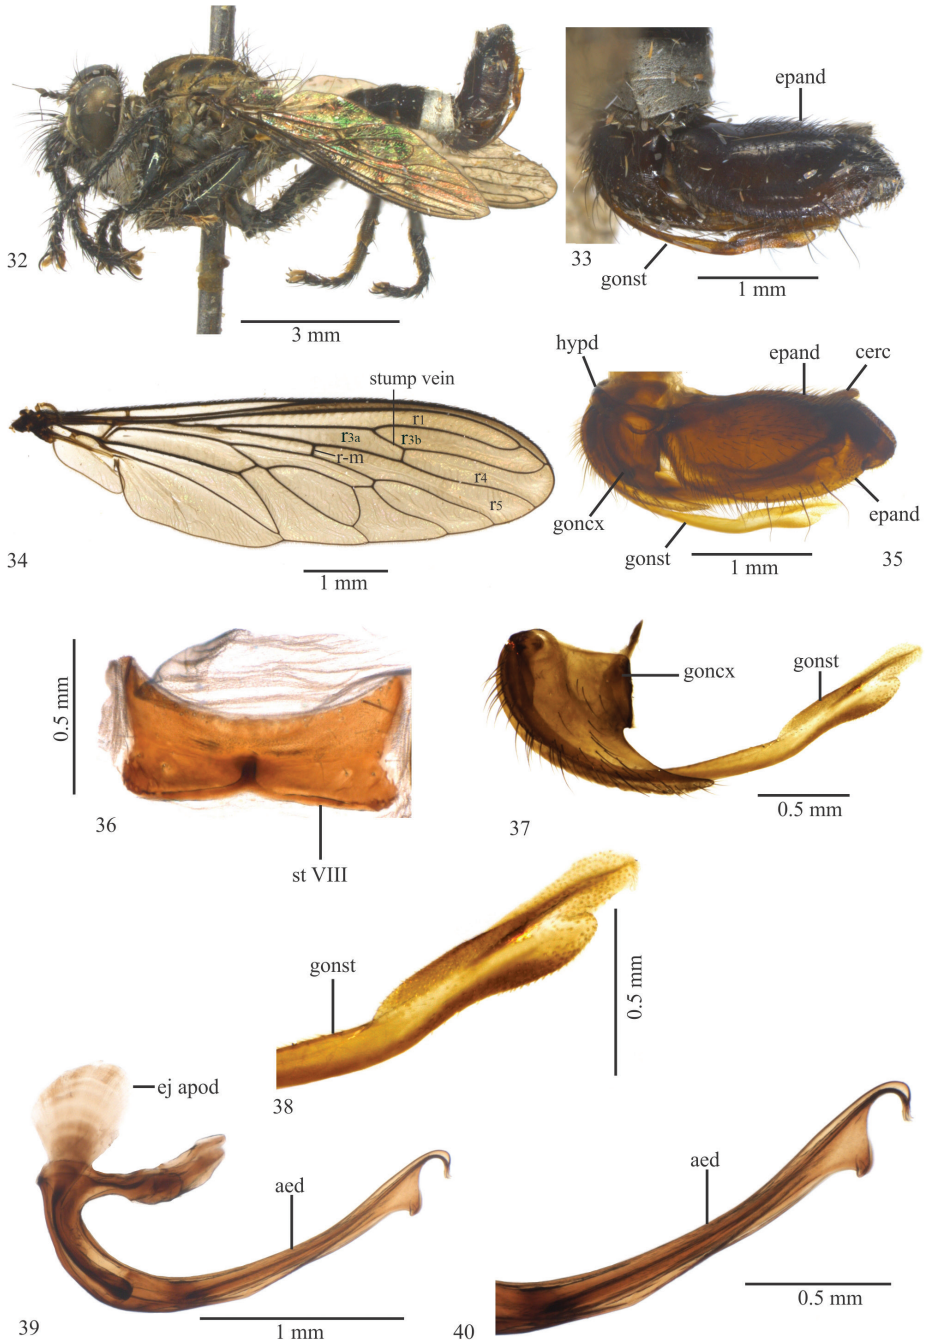 32
3 mm
epand
33
gonst
1 mm
stump vein
r1
r3a
r3b
r-m
r4
r5
34
1 mm
hypd
epand
cerc
goncx
gonst
epand
1 mm
35
0.5 mm
36
st VIII
goncx
gonst
0.5 mm
37
gonst
0.5 mm
38
ej apod
aed
39
1 mm
aed
0.5 mm
40